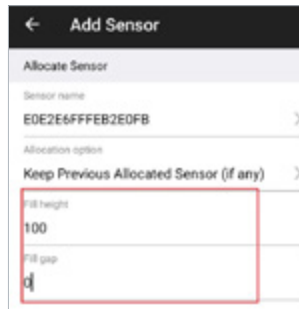 Add Sensor
Allocate Sensor
Sensor name
E0E2E6FFFEB2E0FB
Allocation option
Keep Previous Allocated Sensor (if any)
Fill height
100
Fill gap
0